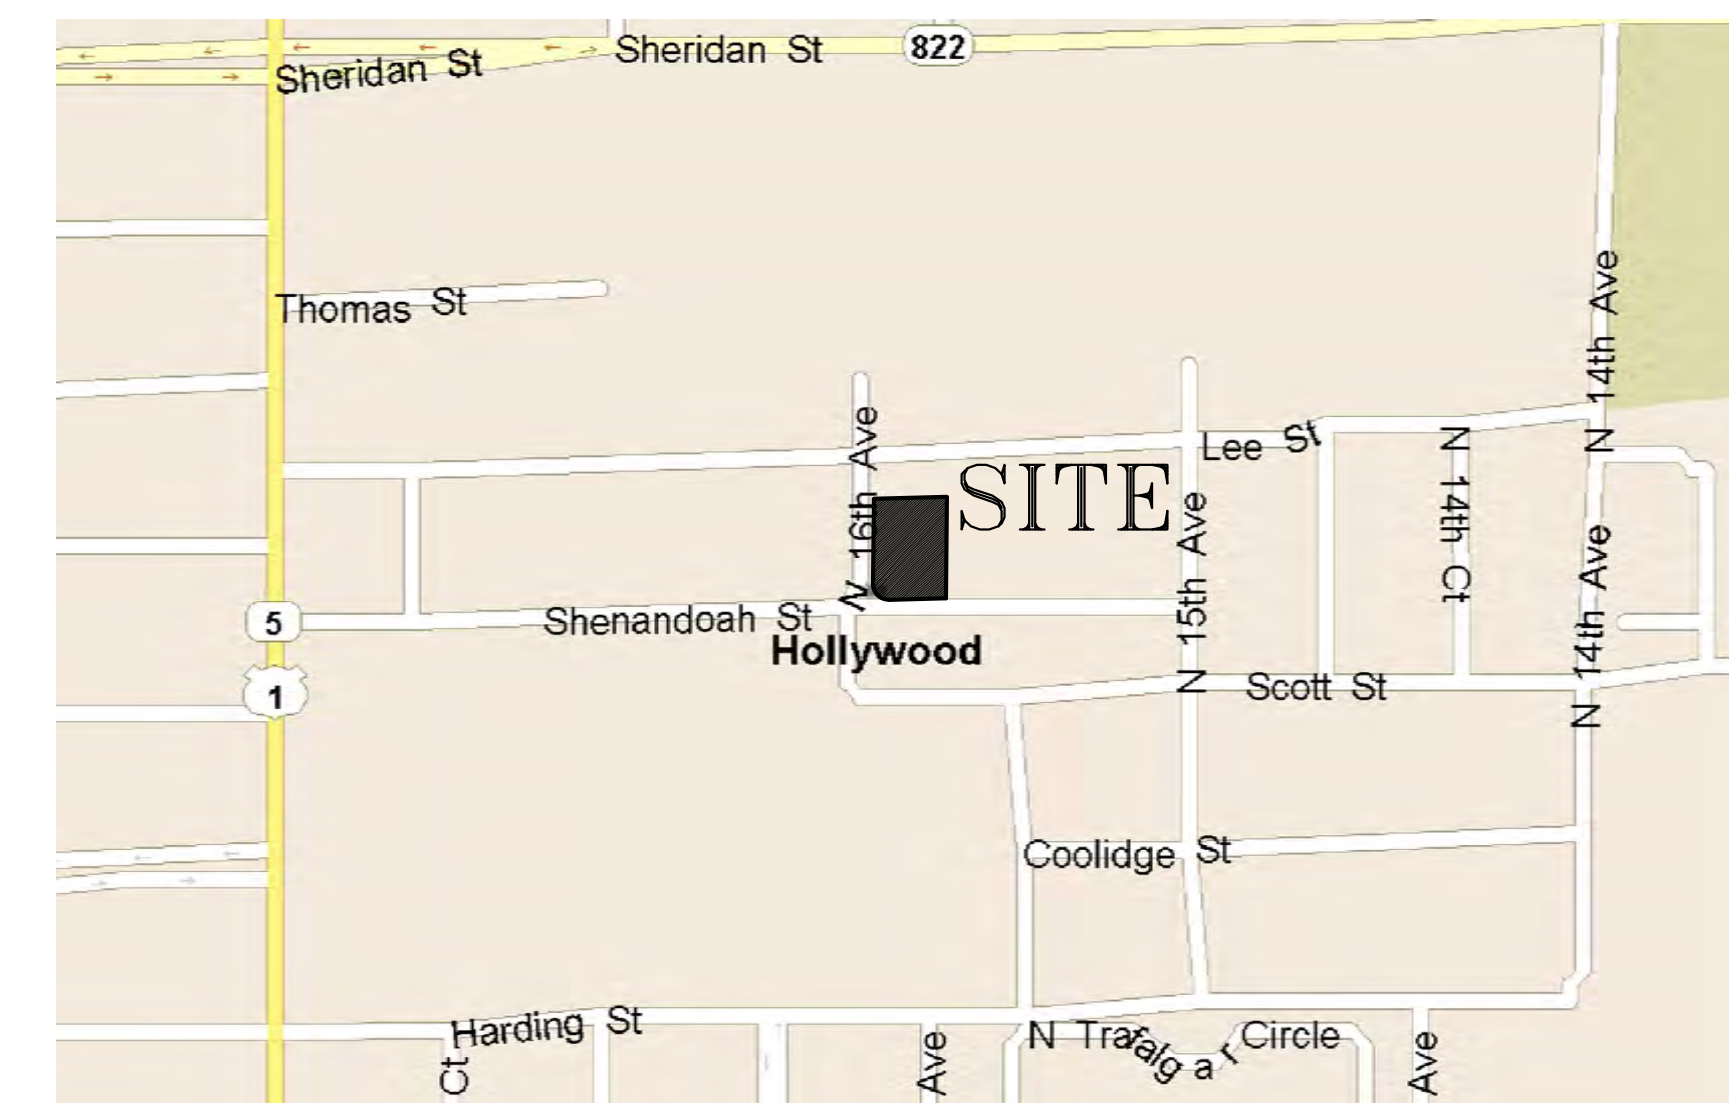 Sheridan St
Sheridan St
822
Thomas St
N 14th Ave
N 16th Ave
Lee St
SITE
N 15th Ave
N 14th Ct
N 14th Ave
5
Shenandoah St
Hollywood
1
Scott St
Coolidge St
Harding St
N Trafalgar Circle
Ct
Ave
Ave